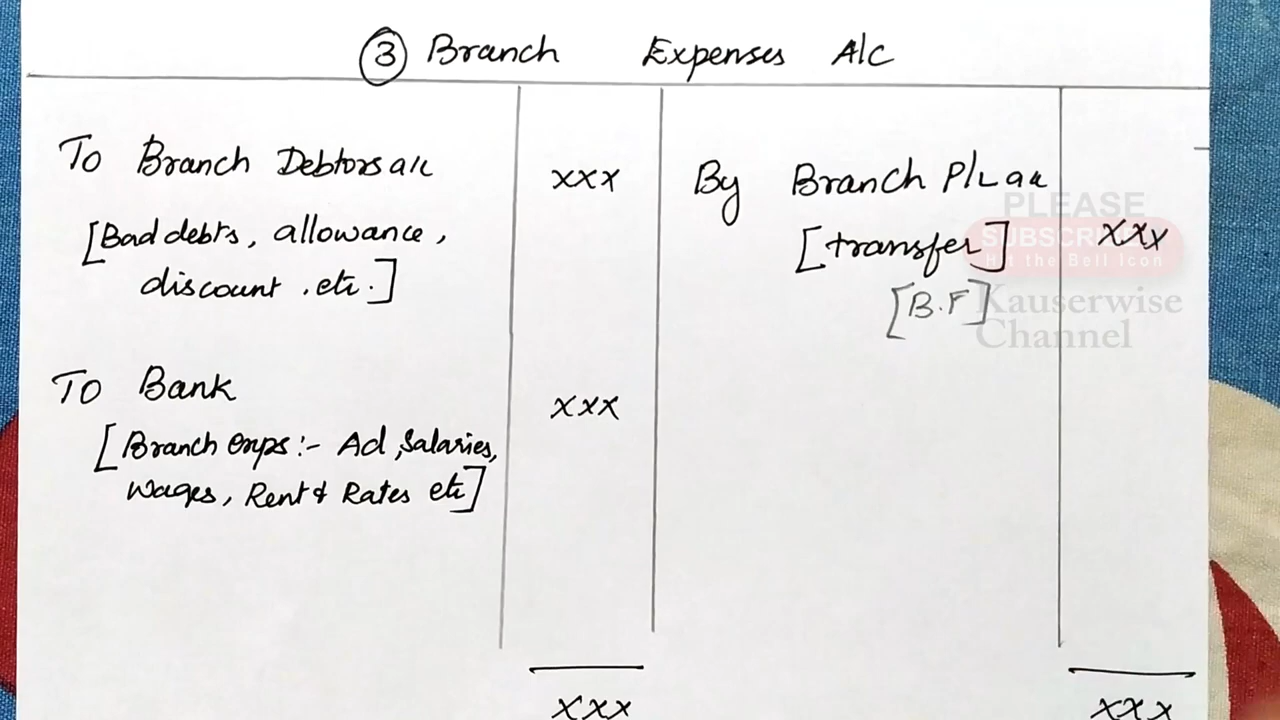 ③ Branch Expenses A/C
To Branch Debtors a/c xxx
[Bad debts, allowance,
discount, etc.]
To Bank xxx
[Branch exps:- Ad, Salaries,
wages, Rent & Rates etc]
xxx
By Branch P/L a/c
[transfer] xxx
[B.F]
xxx
PLEASE
SUBSCRIBE
Hit the Bell Icon
Kauserwise
Channel